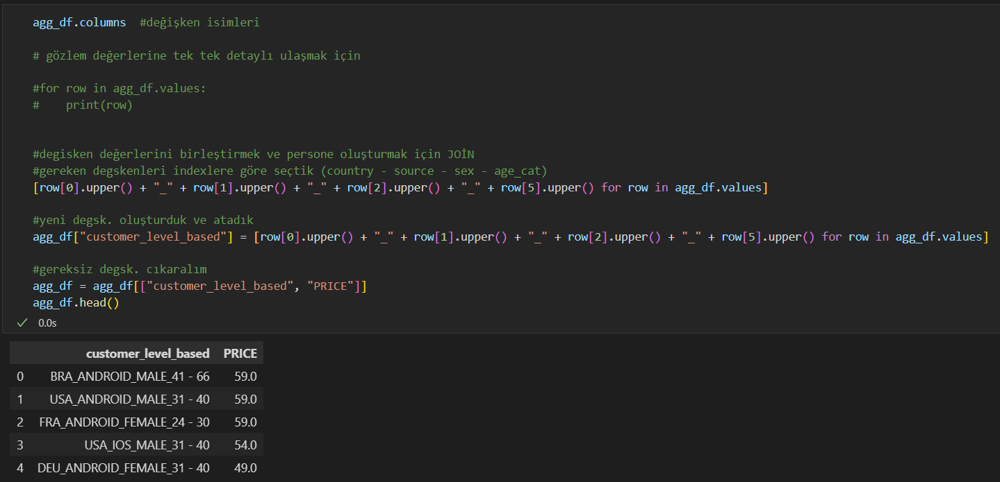 agg_df.columns  #değişken isimleri
# gözlem değerlerine tek tek detaylı ulaşmak için
#for row in agg_df.values:
#    print(row)
#degisken değerlerini birleştirmek ve persone oluşturmak için JOİN
#gereken degskenleri indexlere göre seçtik (country - source - sex - age_cat)
[row[0].upper() + "_" + row[1].upper() + "_" + row[2].upper() + "_" + row[5].upper() for row in agg_df.values]
#yeni degsk. oluşturduk ve atadık
agg_df["customer_level_based"] = [row[0].upper() + "_" + row[1].upper() + "_" + row[2].upper() + "_" + row[5].upper() for row in agg_df.values]
#gereksiz degsk. cıkaralım
agg_df = agg_df[["customer_level_based", "PRICE"]]
agg_df.head()
0.0s
customer_level_based PRICE
0 BRA_ANDROID_MALE_41 - 66 59.0
1 USA_ANDROID_MALE_31 - 40 59.0
2 FRA_ANDROID_FEMALE_24 - 30 59.0
3 USA_IOS_MALE_31 - 40 54.0
4 DEU_ANDROID_FEMALE_31 - 40 49.0